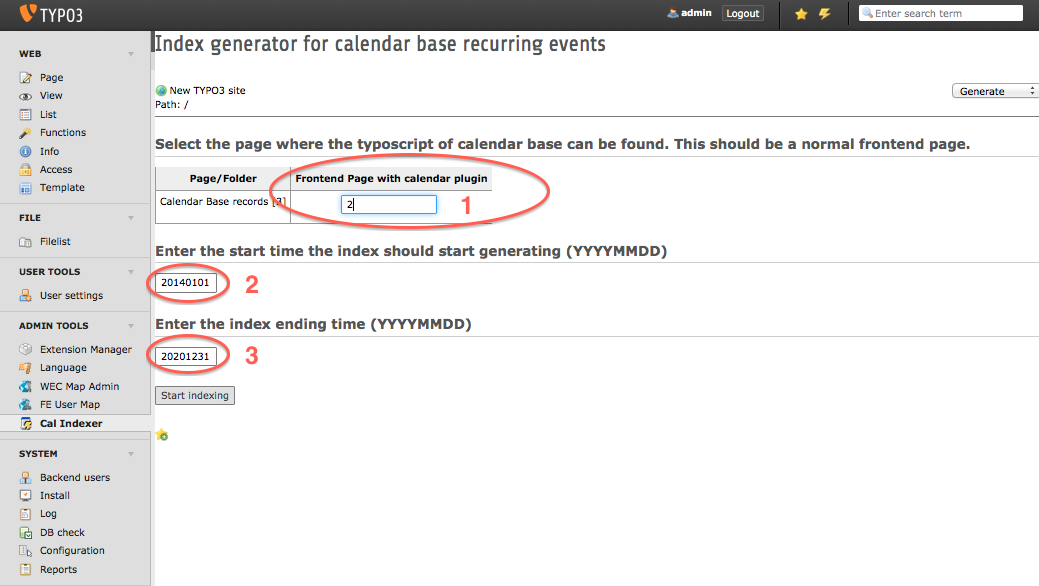 TYPO3
admin
Logout
Enter search term
WEB
Page
View
List
Functions
Info
Access
Template
FILE
Filelist
USER TOOLS
User settings
ADMIN TOOLS
Extension Manager
Language
WEC Map Admin
FE User Map
Cal Indexer
SYSTEM
Backend users
Install
Log
DB check
Configuration
Reports
Index generator for calendar base recurring events
New TYPO3 site
Path: /
Generate
Select the page where the typoscript of calendar base can be found. This should be a normal frontend page.
Page/Folder Frontend Page with calendar plugin
Calendar Base records 2 1
Enter the start time the index should start generating (YYYYMMDD)
20140101 2
Enter the index ending time (YYYYMMDD)
20201231 3
Start indexing